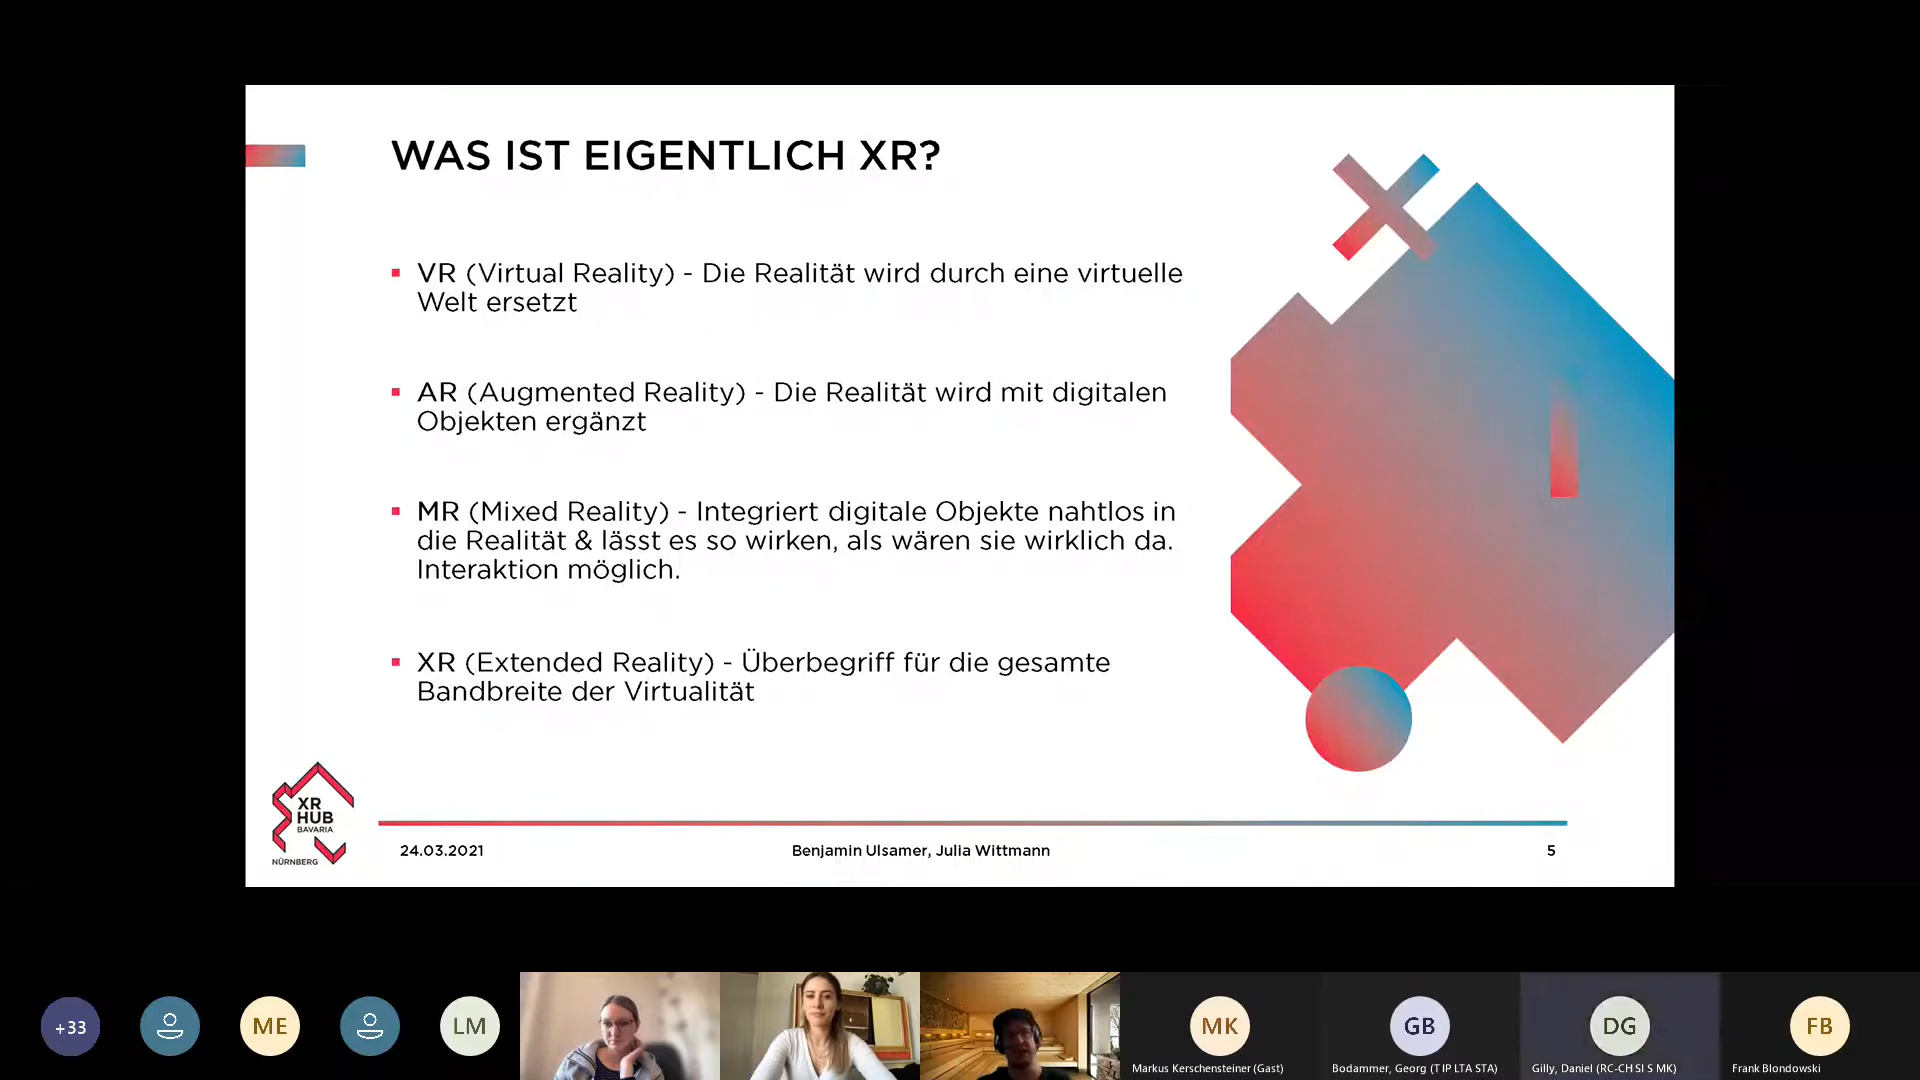 WAS IST EIGENTLICH XR?
VR (Virtual Reality) - Die Realität wird durch eine virtuelle
Welt ersetzt
AR (Augmented Reality) - Die Realität wird mit digitalen
Objekten ergänzt
MR (Mixed Reality) - Integriert digitale Objekte nahtlos in
die Realität & lässt es so wirken, als wären sie wirklich da.
Interaktion möglich.
XR (Extended Reality) - Überbegriff für die gesamte
Bandbreite der Virtualität
XR
HUB
BAVARIA
NÜRNBERG
24.03.2021
Benjamin Ulsamer, Julia Wittmann
5
+33
ME
LM
MK
Markus Kerschensteiner (Gast)
GB
Bodammer, Georg (T IP LTA STA)
DG
Gilly, Daniel (RC-CH SI S MK)
FB
Frank Blondowski